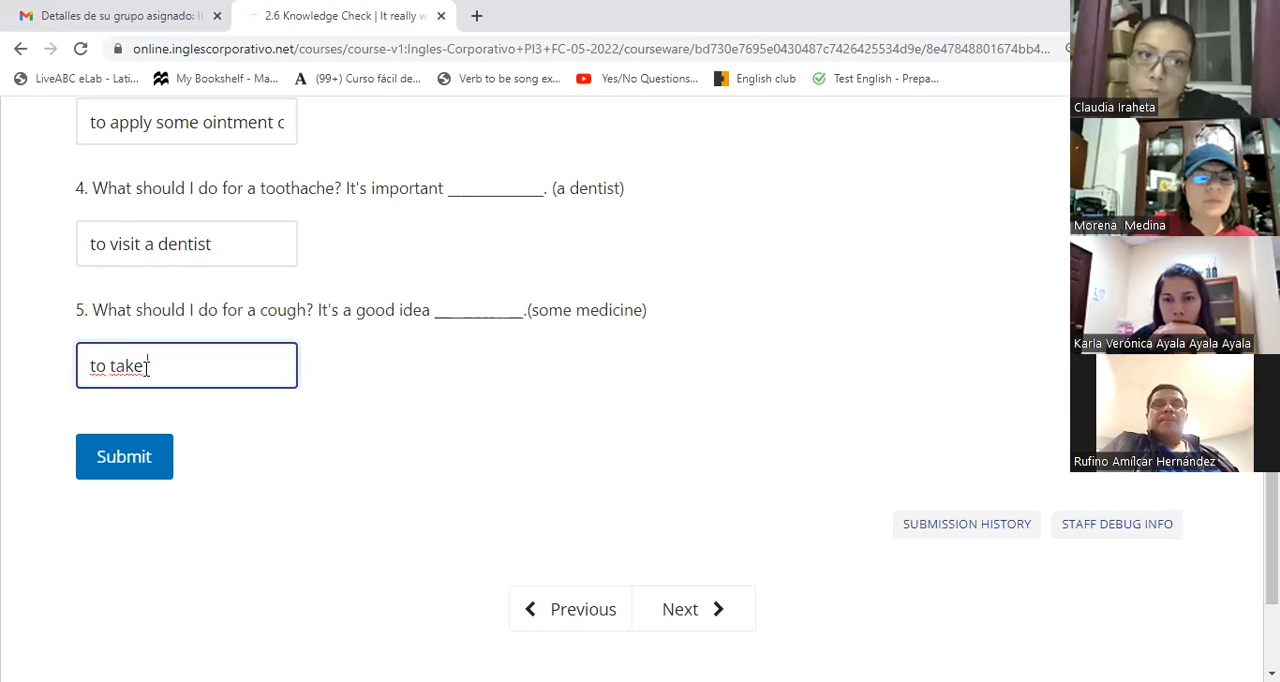 Detalles de su grupo asignado: I
2.6 Knowledge Check | It really w
online.inglescorporativo.net/courses/course-v1:Ingles-Corporativo+PI3+FC-05-2022/courseware/bd730e7695e0430487c7426425534d9e/8e47848801674bb4...
LiveABC eLab - Lati... My Bookshelf - Ma... (99+) Curso fácil de... Verb to be song ex... Yes/No Questions... English club Test English - Prepa...
to apply some ointment c
4. What should I do for a toothache? It's important ____________. (a dentist)
to visit a dentist
5. What should I do for a cough? It's a good idea ___________.(some medicine)
to take
Submit
SUBMISSION HISTORY STAFF DEBUG INFO
Previous Next
Claudia Iraheta
Morena Medina
Karla Verónica Ayala Ayala Ayala
Rufino Amílcar Hernández